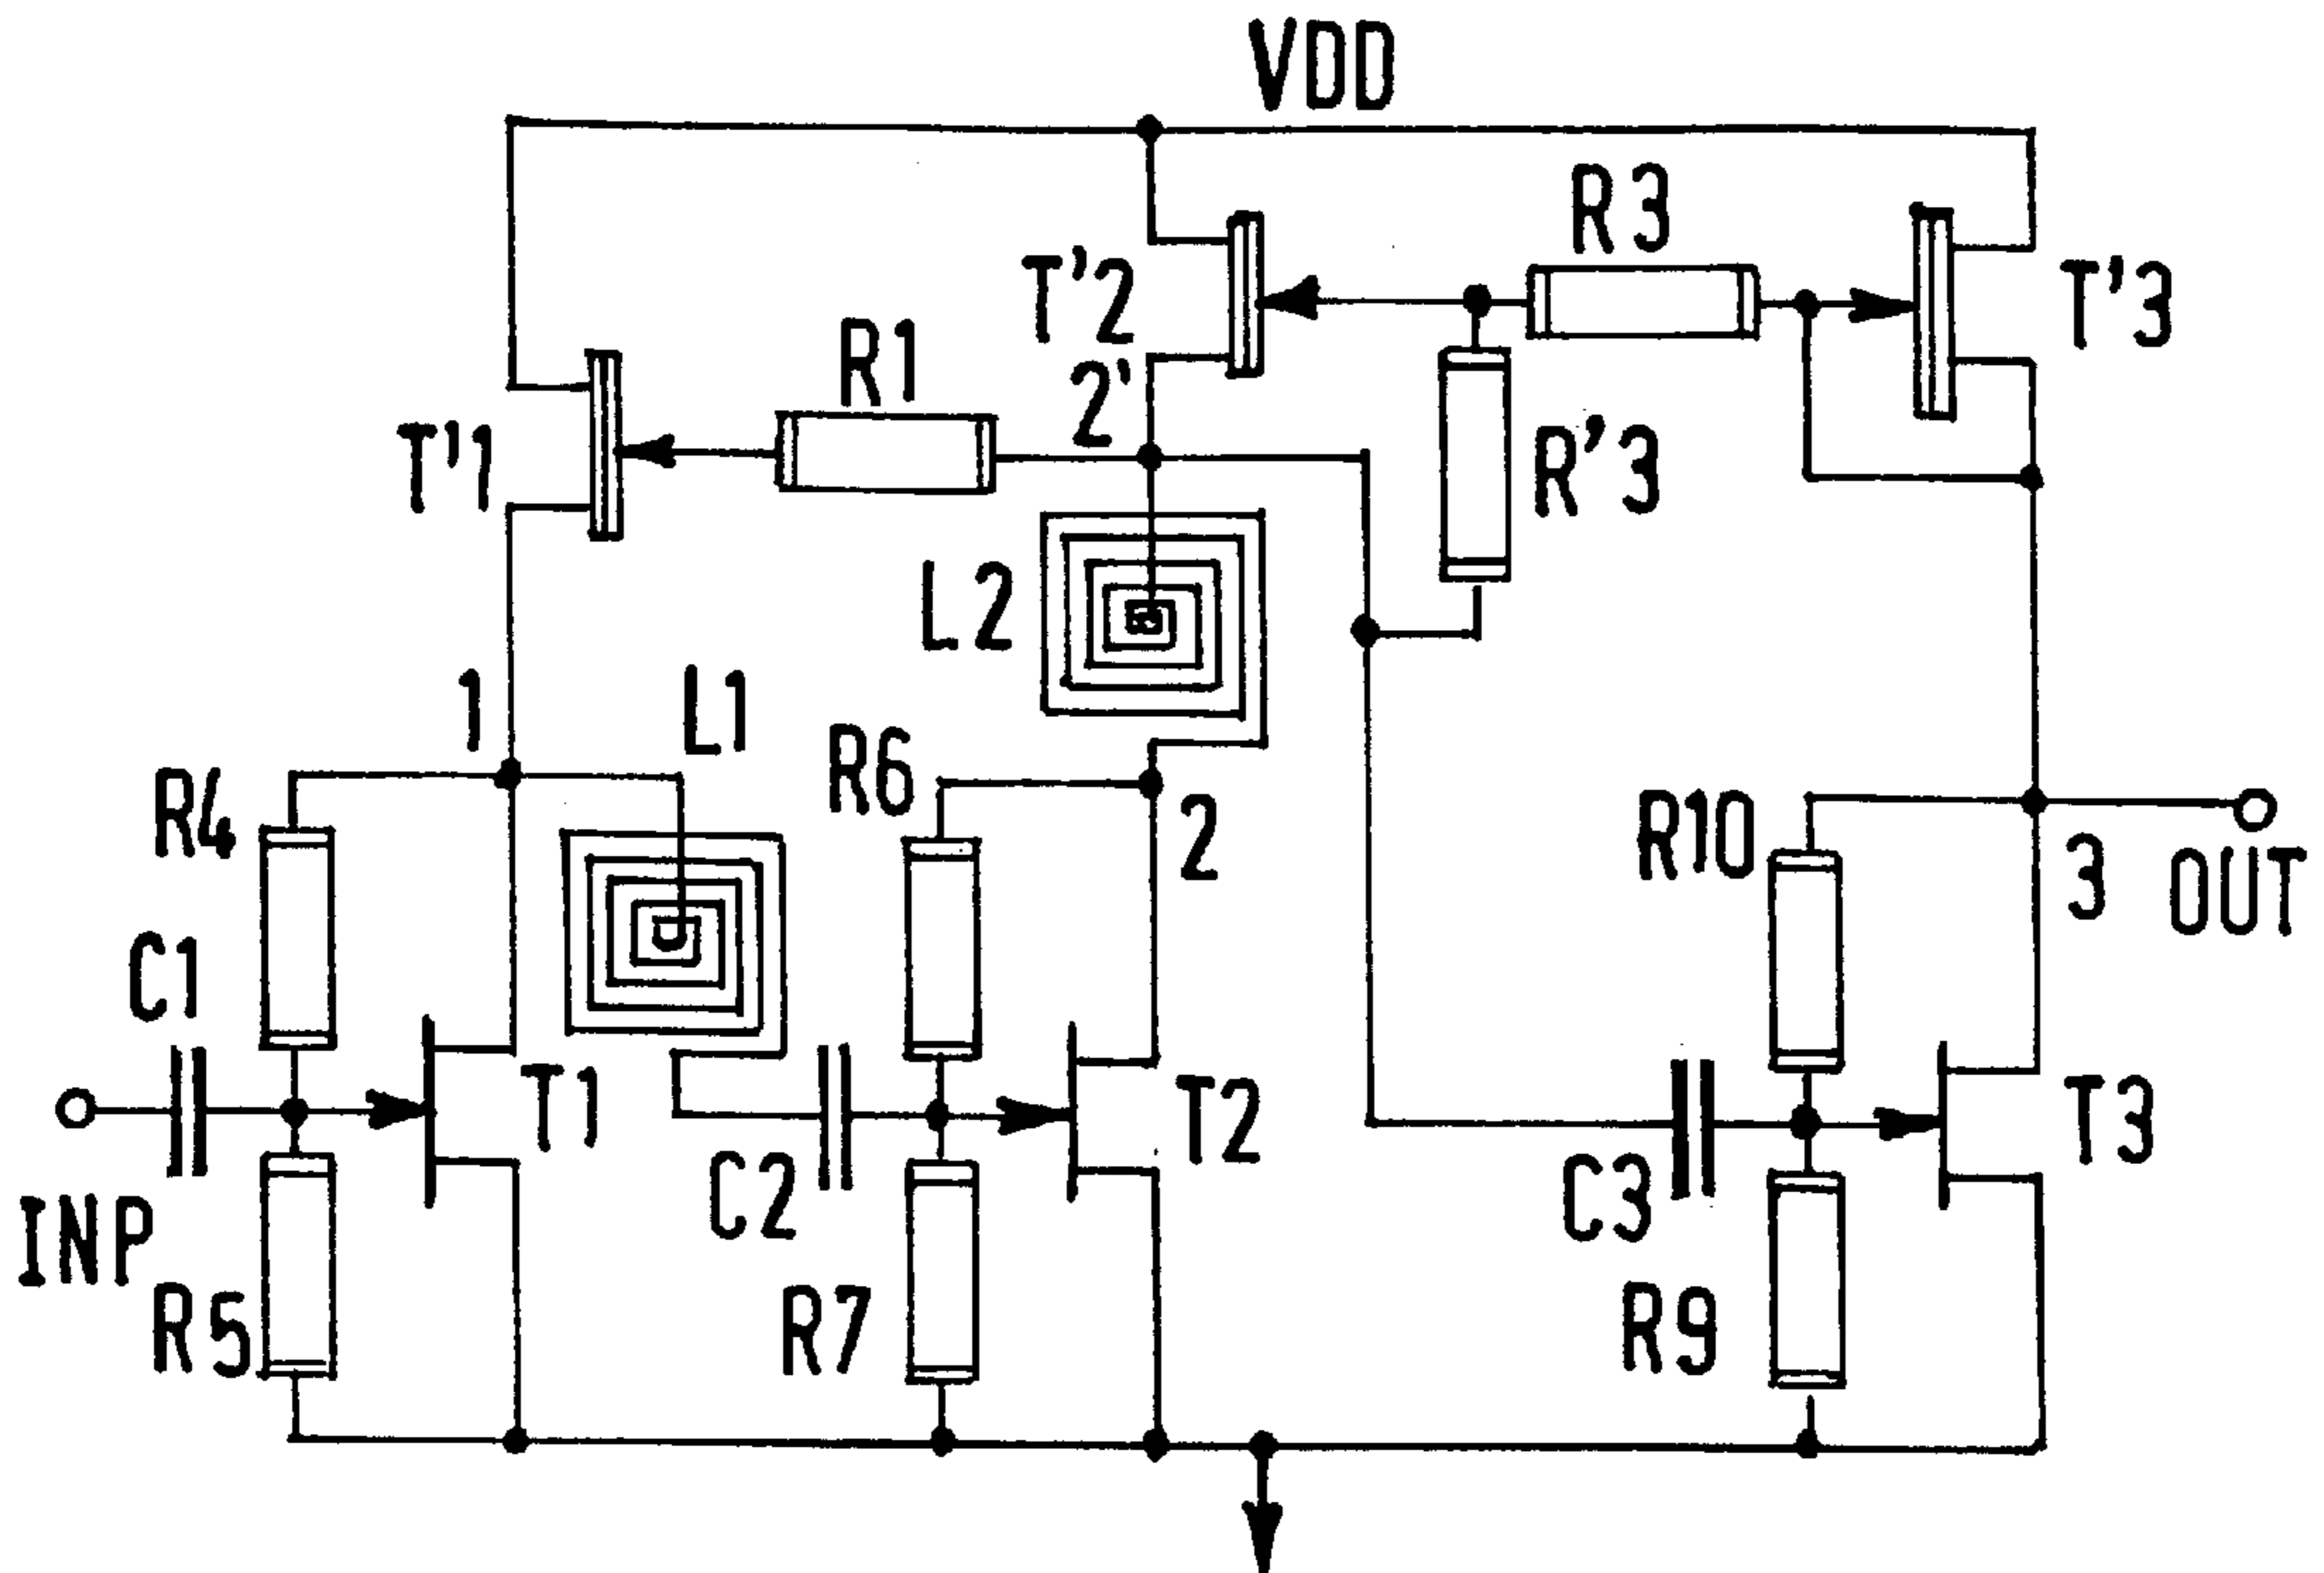 VDD
R3
T'2
T'3
R1
2'
T'1
R'3
L2
1
L1
R6
R4
2
R10
3
OUT
C1
T1
T2
T3
C2
C3
INP
R5
R7
R9